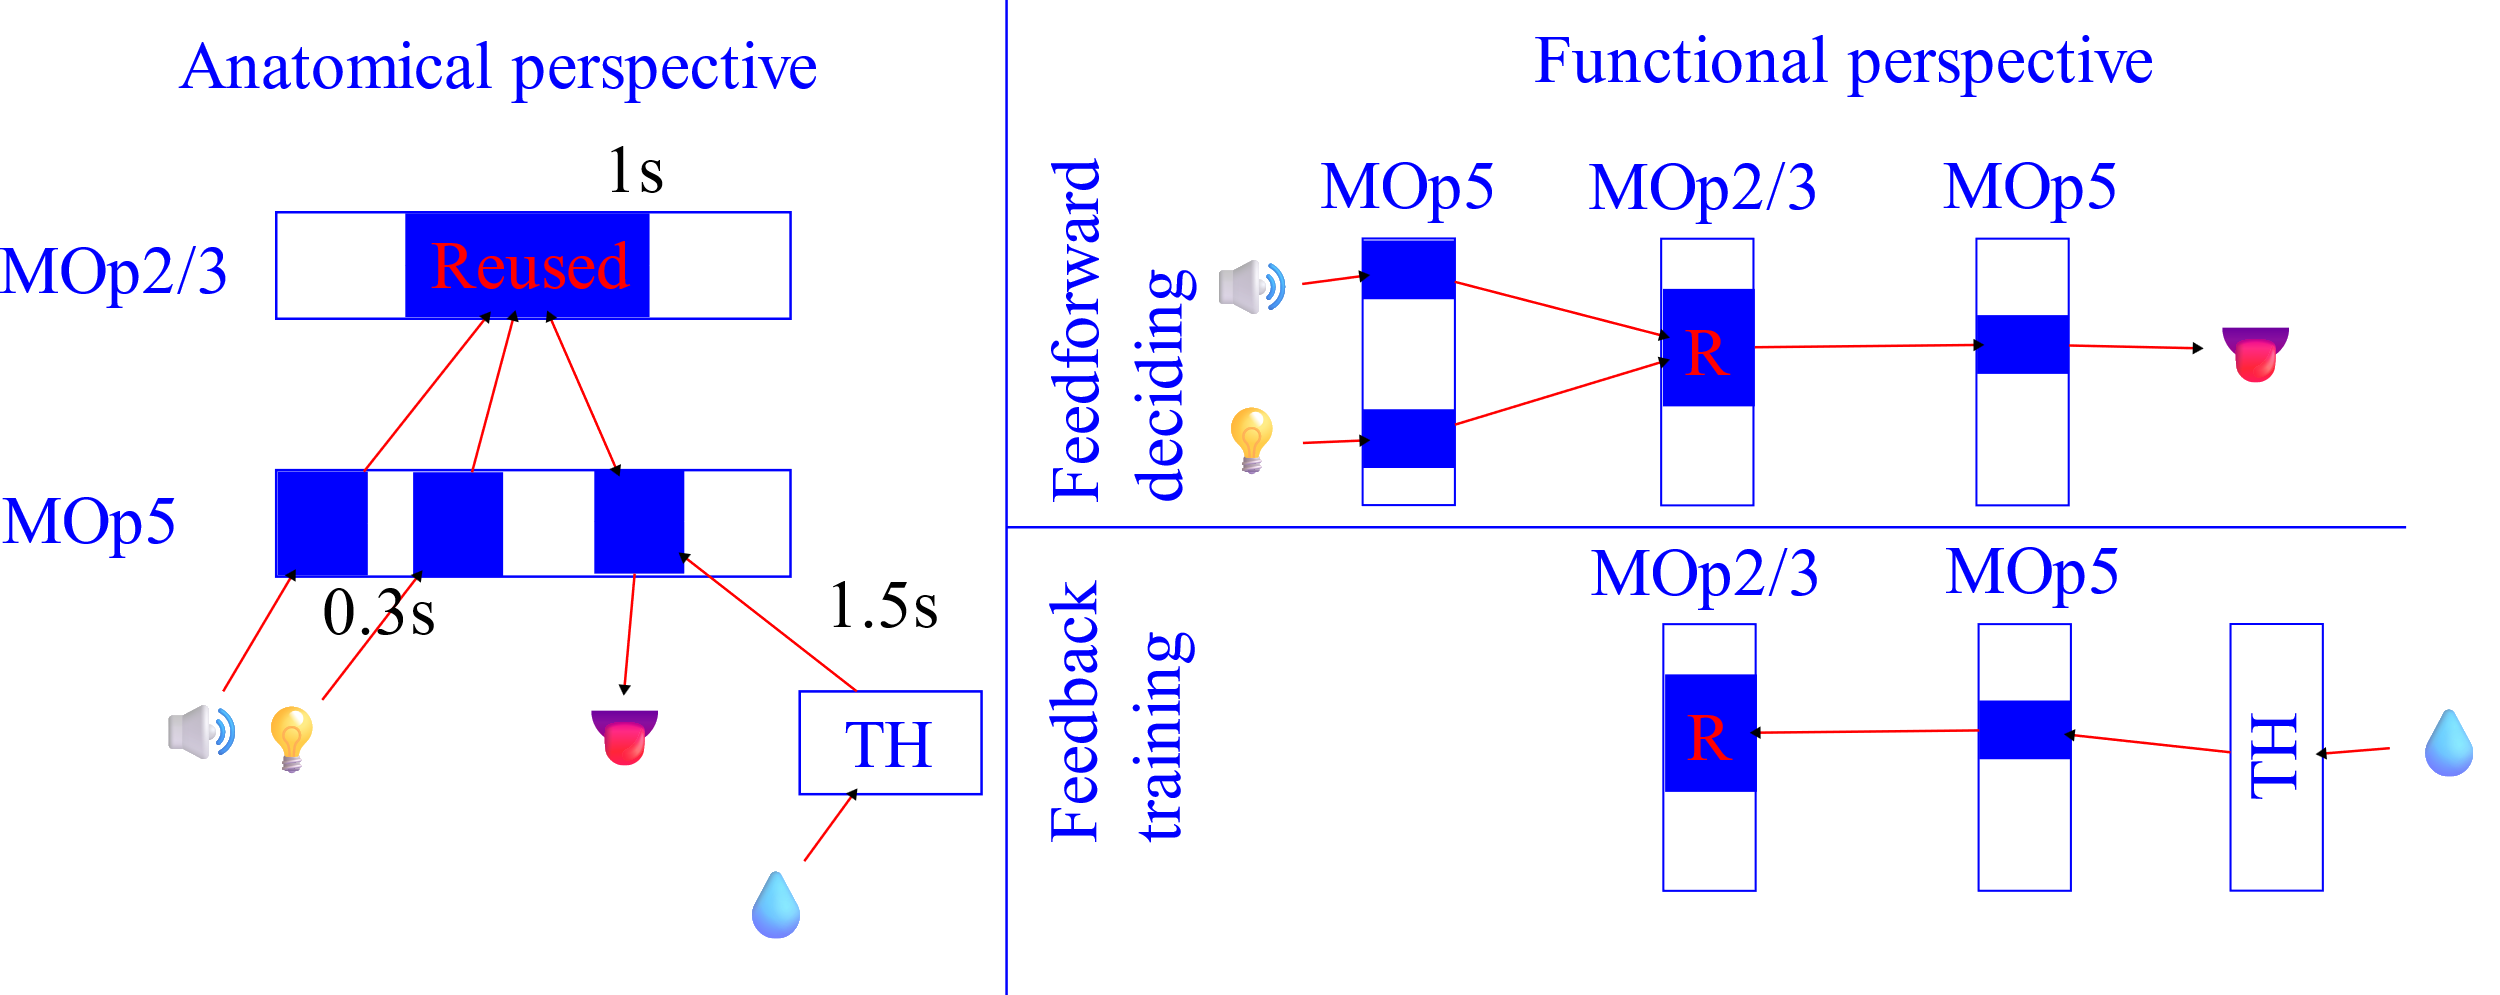 Anatomical perspective
1s
MOp2/3
Reused
MOp5
0.3s
1.5s
TH
Functional perspective
Feedforward
deciding
MOp5
MOp2/3
MOp5
R
Feedback
training
MOp2/3
MOp5
R
TH